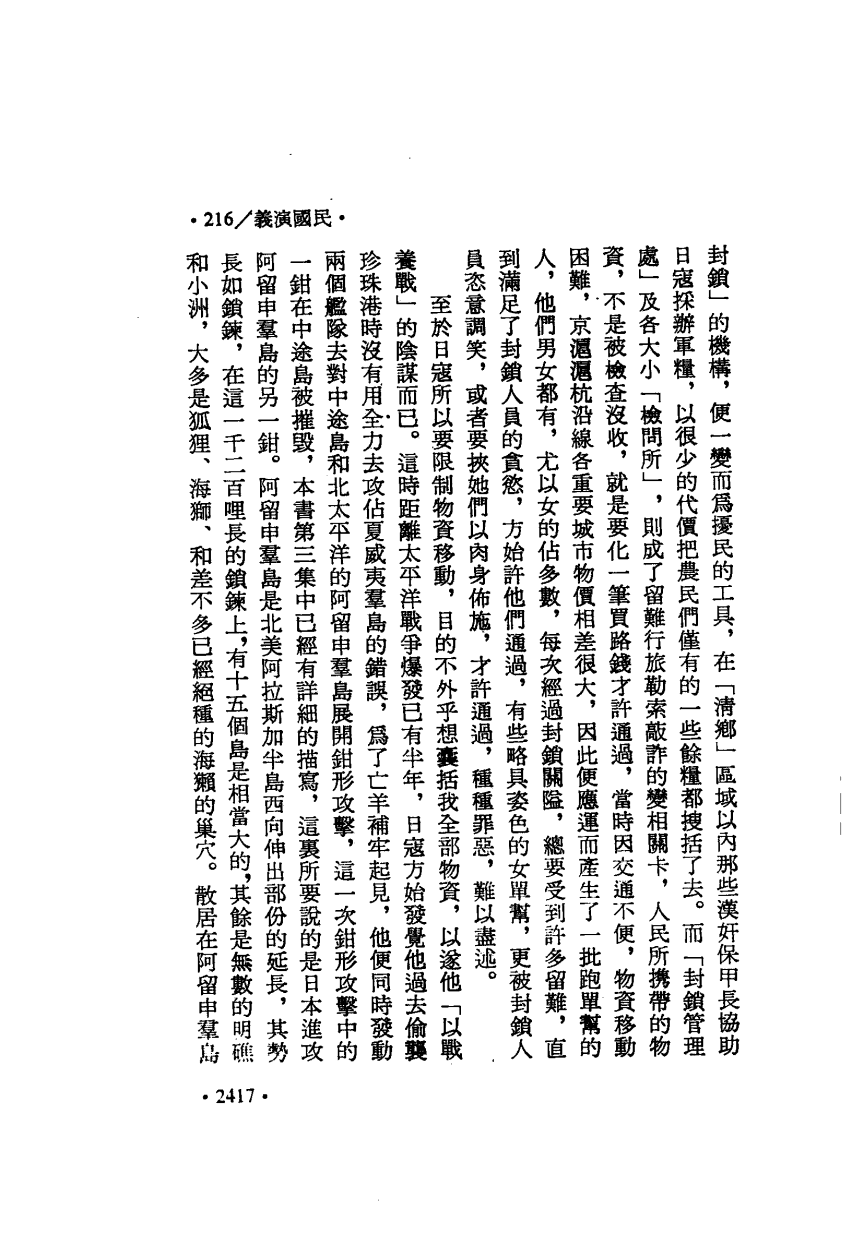 •216/義演國民•
封鎖」的機構，便一變而爲擾民的工具，在「清鄉」區域以內那些漢奸保甲長協助
日寇採辦軍糧，以很少的代價把農民們僅有的一些餘糧都搜括了去。而「封鎖管理
處」及各大小「檢問所」，則成了留難行旅勒索敲詐的變相關卡，人民所攜帶的物
資，不是被檢查沒收，就是要化一筆買路錢才許通過，當時因交通不便，物資移動
困難，京滬滬杭沿線各重要城市物價相差很大，因此便應運而產生了一批跑單幫的
人，他們男女都有，尤以女的佔多數，每次經過封鎖關隘，總要受到許多留難，直
到滿足了封鎖人員的貪慾，方始許他們通過，有些略具姿色的女單幫，更被封鎖人
員恣意調笑，或者要挾她們以肉身佈施，才許通過，種種罪惡，難以盡述。
至於日寇所以要限制物資移動，目的不外乎想囊括我全部物資，以遂他「以戰
養戰」的陰謀而已。這時距離太平洋戰爭爆發已有半年，日寇方始發覺他過去偷襲
珍珠港時沒有用全力去攻佔夏威夷羣島的錯誤，爲了亡羊補牢起見，他便同時發動
兩個艦隊去對中途島和北太平洋的阿留申羣島展開鉗形攻擊，這一次鉗形攻擊中的
一鉗在中途島被摧毀，本書第三集中已經有詳細的描寫，這裏所要說的是日本進攻
阿留申羣島的另一鉗。阿留申羣島是北美阿拉斯加半島西向伸出部份的延長，其勢
長如鎖鍊，在這一千二百哩長的鎖鍊上，有十五個島是相當大的，其餘是無數的明礁
和小洲，大多是狐狸、海獅、和差不多已經絕種的海獺的巢穴。散居在阿留申羣島
•2417•